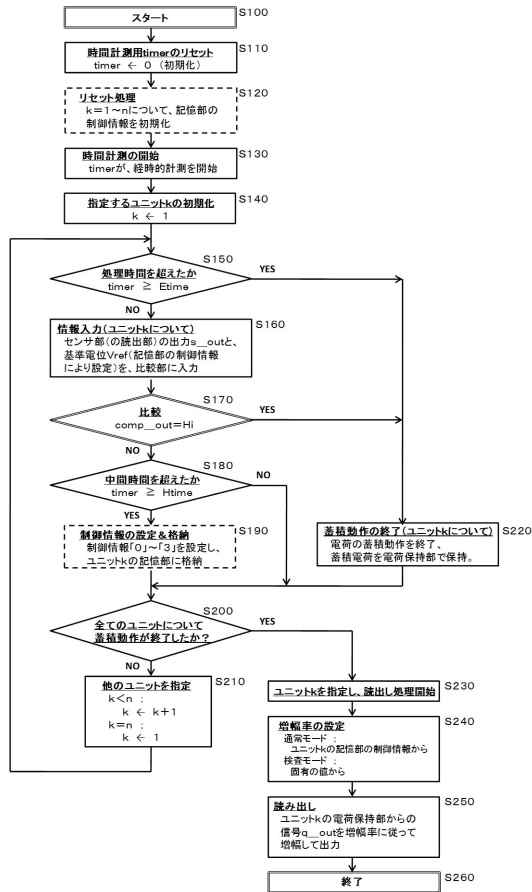 スタート
S100
時間計測用timerのリセット
timer ← 0 (初期化)
S110
リセット処理
k=1~nについて、記憶部の
制御情報を初期化
S120
時間計測の開始
timerが、経時的計測を開始
S130
指定するユニットkの初期化
k ← 1
S140
S150
処理時間を超えたか
timer ≧ Etime
YES
NO
情報入力(ユニットkについて)
センサ部(の読出部)の出力s_outと、
基準電位Vref(記憶部の制御情報
により設定)を、比較部に入力
S160
S170
比較
comp_out=Hi
YES
NO
S180
中間時間を超えたか
timer ≧ Htime
NO
YES
制御情報の設定&格納
制御情報「0」~「3」を設定し、
ユニットkの記憶部に格納
S190
蓄積動作の終了(ユニットkについて)
電荷の蓄積動作を終了、
蓄積電荷を電荷保持部で保持。
S220
S200
全てのユニットについて
蓄積動作が終了したか?
YES
NO
他のユニットを指定
k<n ;
k ← k+1
k=n ;
k ← 1
S210
ユニットkを指定し、読出し処理開始
S230
増幅率の設定
通常モード ;
ユニットkの記憶部の制御情報から
検査モード ;
固有の値から
S240
読み出し
ユニットkの電荷保持部からの
信号q_outを増幅率に従って
増幅して出力
S250
終了
S260